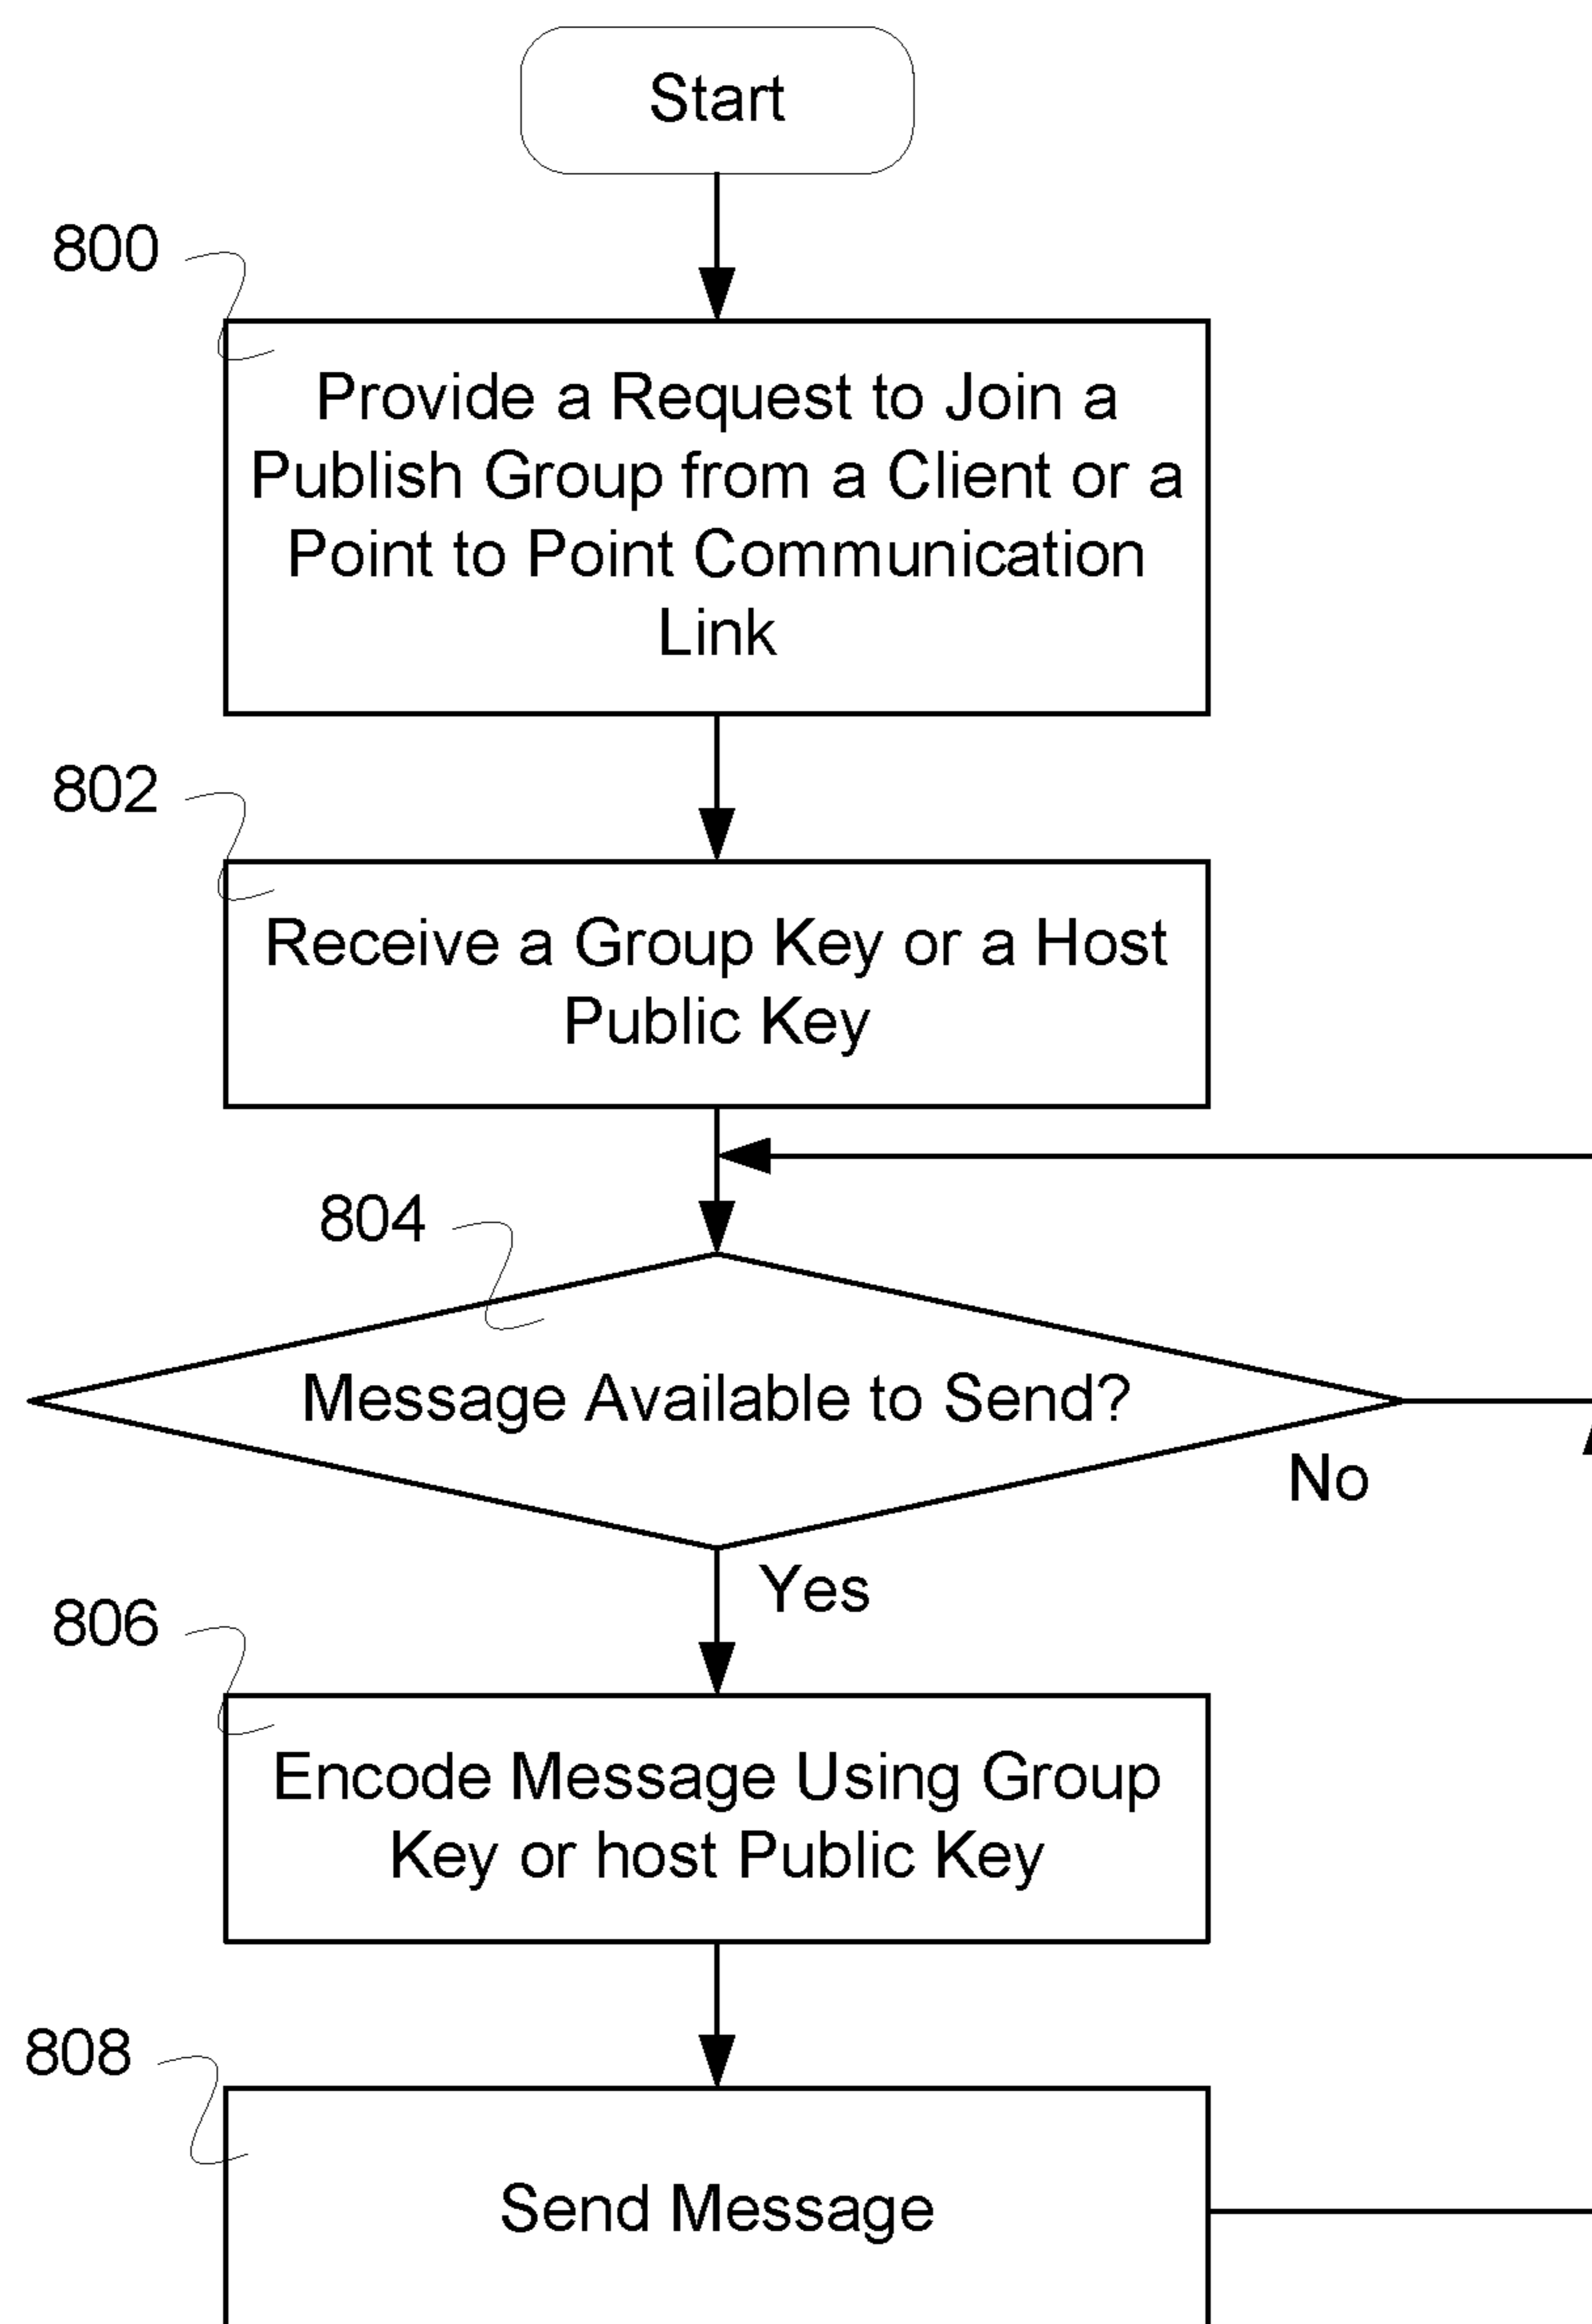 Start
800
Provide a Request to Join a
Publish Group from a Client or a
Point to Point Communication
Link
802
Receive a Group Key or a Host
Public Key
804
Message Available to Send?
No
Yes
806
Encode Message Using Group
Key or host Public Key
808
Send Message